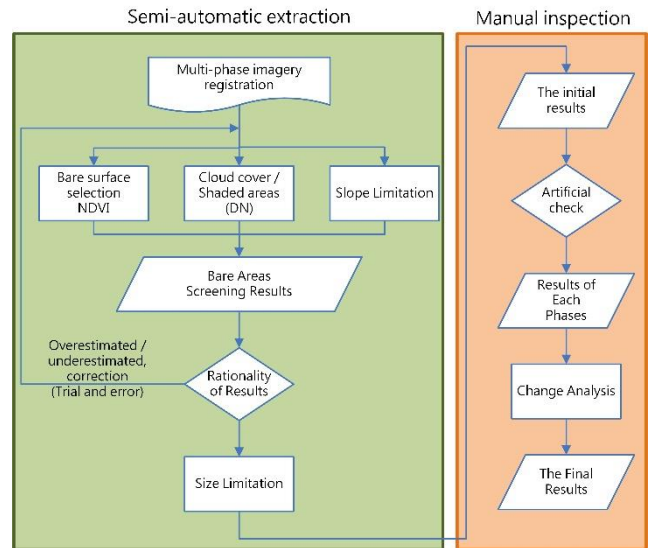 Semi-automatic extraction
Multi-phase imagery
registration
Bare surface
selection
NDVI
Cloud cover /
Shaded areas
(DN)
Slope Limitation
Bare Areas
Screening Results
Overestimated /
underestimated,
correction
(Trial and error)
Rationality
of Results
Size Limitation
Manual inspection
The initial
results
Artificial
check
Results of
Each
Phases
Change Analysis
The Final
Results